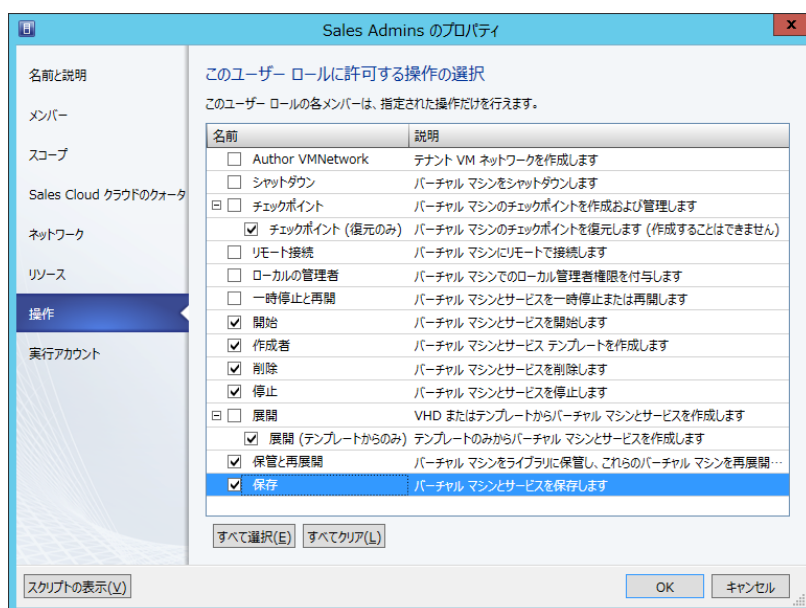 Sales Admins のプロパティ
x
名前と説明
メンバー
スコープ
Sales Cloud クラウドのクォータ
ネットワーク
リソース
操作
実行アカウント
このユーザー ロールに許可する操作の選択
このユーザー ロールの各メンバーは、指定された操作だけを行えます。
名前 説明
Author VMNetwork テナント VM ネットワークを作成します
シャットダウン バーチャル マシンをシャットダウンします
チェックポイント バーチャル マシンのチェックポイントを作成および管理します
チェックポイント (復元のみ) バーチャル マシンのチェックポイントを復元します (作成することはできません)
リモート接続 バーチャル マシンにリモートで接続します
ローカルの管理者 バーチャル マシンでのローカル管理者権限を付与します
一時停止と再開 バーチャル マシンとサービスを一時停止または再開します
開始 バーチャル マシンとサービスを開始します
作成者 バーチャル マシンとサービス テンプレートを作成します
削除 バーチャル マシンとサービスを削除します
停止 バーチャル マシンとサービスを停止します
展開 VHD またはテンプレートからバーチャル マシンとサービスを作成します
展開 (テンプレートからのみ) テンプレートのみからバーチャル マシンとサービスを作成します
保管と再展開 バーチャル マシンをライブラリに保管し、これらのバーチャル マシンを再展開…
保存 バーチャル マシンとサービスを保存します
すべて選択(E) すべてクリア(L)
スクリプトの表示(V) OK キャンセル